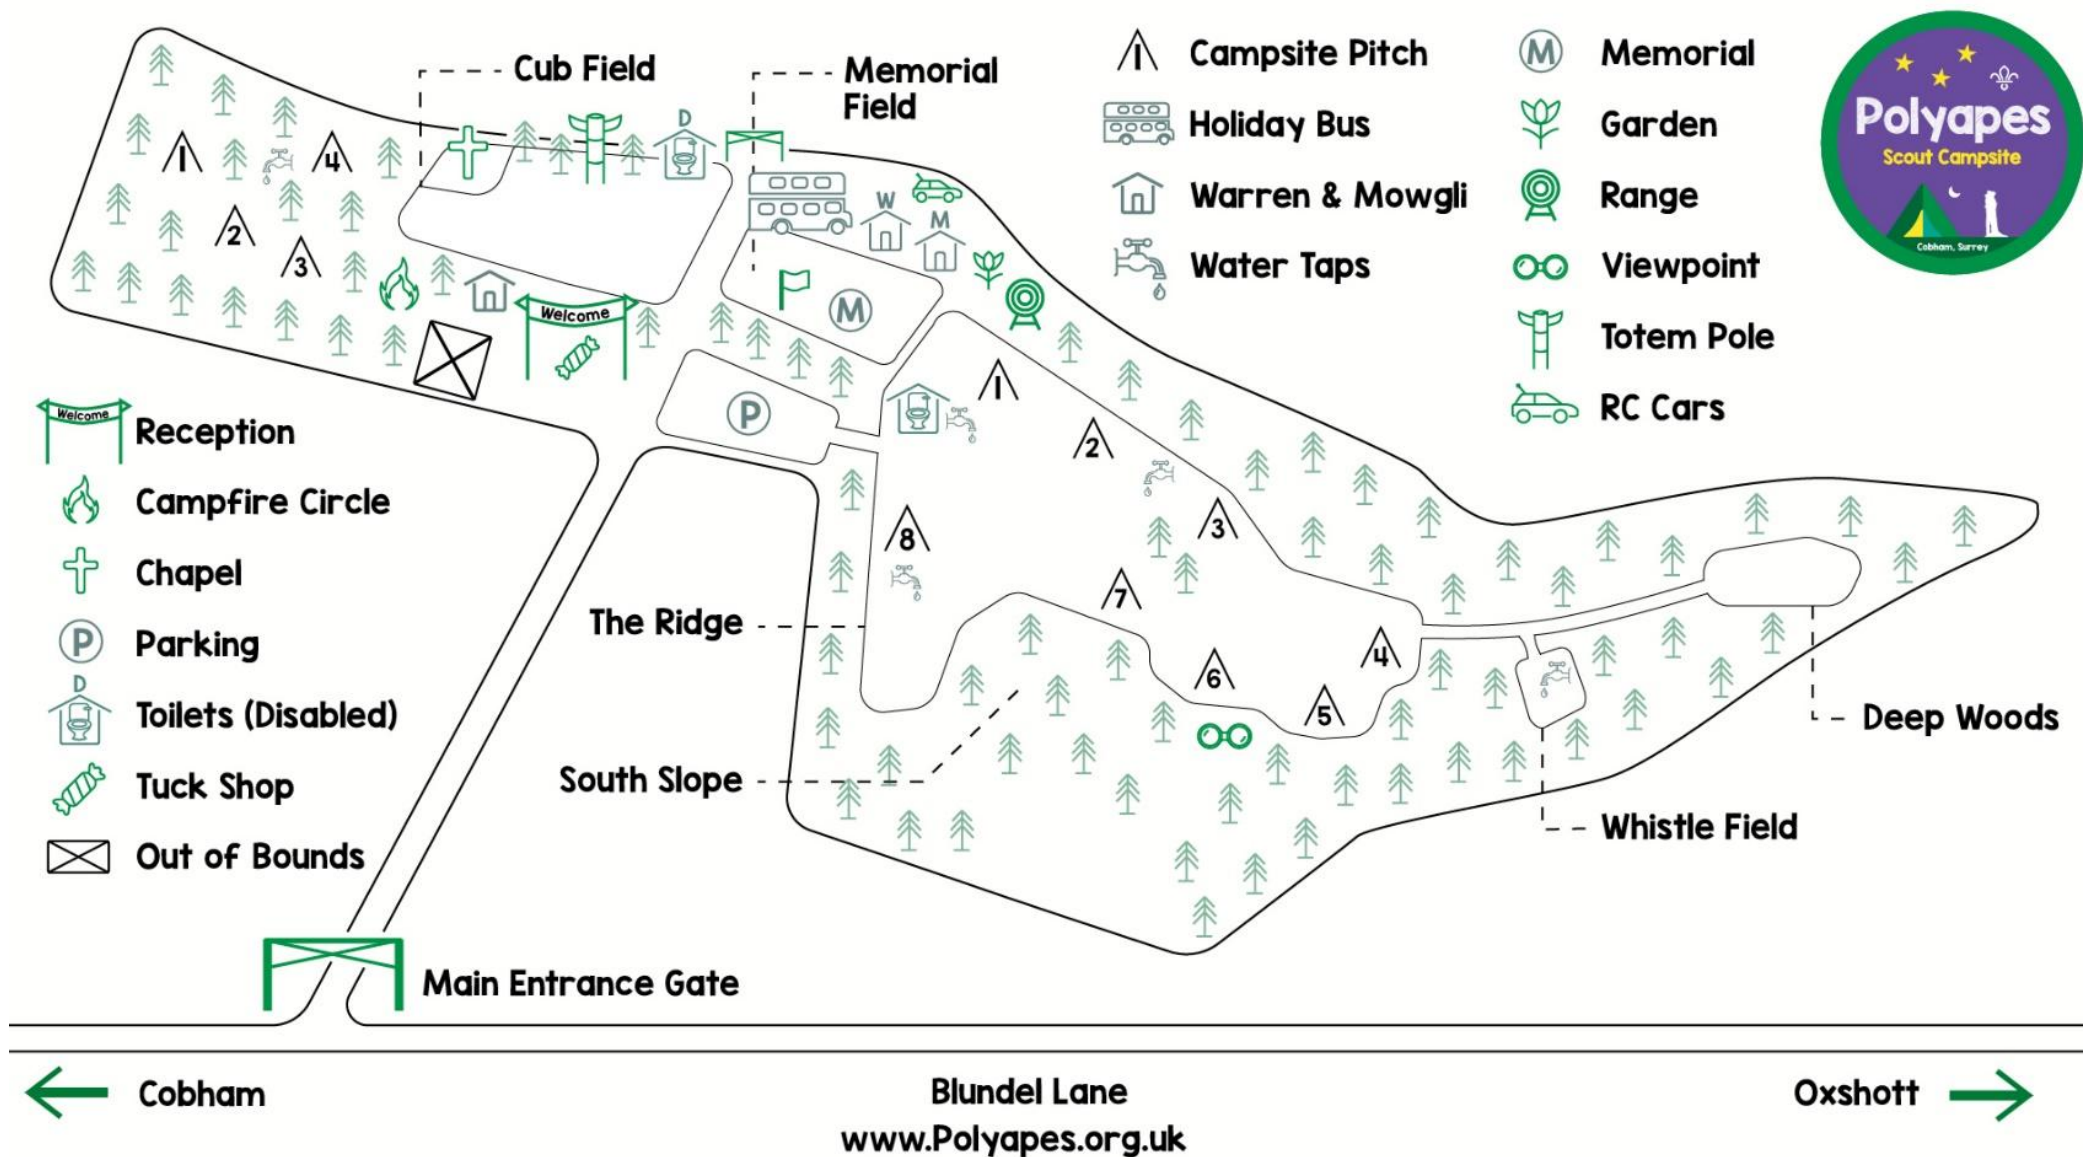 Cub Field
Memorial
Field
Campsite Pitch
Holiday Bus
Warren & Mowgli
Water Taps
Memorial
Garden
Range
Viewpoint
Totem Pole
RC Cars
M
Polyapes
Scout Campsite
Cobham, Surrey
1
4
2
3
D
W
M
Welcome
M
P
1
2
3
8
7
4
6
5
Welcome
Reception
Campfire Circle
Chapel
P
Parking
D
Toilets (Disabled)
Tuck Shop
Out of Bounds
The Ridge
South Slope
Deep Woods
Whistle Field
Main Entrance Gate
Cobham
Blundel Lane
Oxshott
www.Polyapes.org.uk